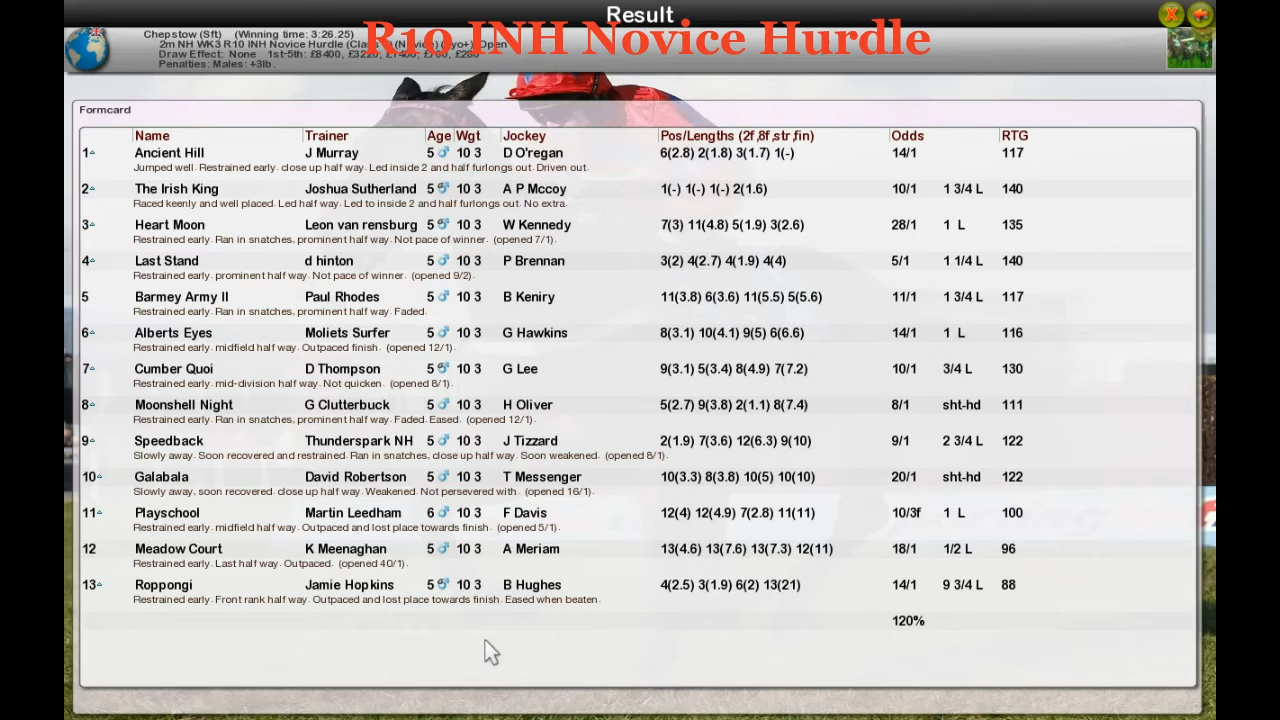 Result
R10 INH Novice Hurdle
Chepstow (Sft) (Winning time: 3:26.25)
2m NH WK3 R10 INH Novice Hurdle (Class (Novice) Open
Draw Effect: None 1st-5th: £8400, £3220, £280
Penalties: Males: +3lb
Formcard
Name Trainer Age Wgt Jockey Pos/Lengths (2f,8f,str,fin) Odds RTG
1 Ancient Hill J Murray 5 10 3 D O'regan 6(2.8) 2(1.8) 3(1.7) 1(-) 14/1 117
Jumped well. Restrained early. close up half way. Led inside 2 and half furlongs out. Driven out.
2 The Irish King Joshua Sutherland 5 10 3 A P Mccoy 1(-) 1(-) 1(-) 2(1.6) 10/1 1 3/4 L 140
Raced keenly and well placed. Led half way. Led to inside 2 and half furlongs out. No extra.
3 Heart Moon Leon van rensburg 5 10 3 W Kennedy 7(3) 11(4.8) 5(1.9) 3(2.6) 28/1 1 L 135
Restrained early. Ran in snatches, prominent half way. Not pace of winner. (opened 7/1).
4 Last Stand d hinton 5 10 3 P Brennan 3(2) 4(2.7) 4(1.9) 4(4) 5/1 1 1/4 L 140
Restrained early. prominent half way. Not pace of winner. (opened 9/2).
5 Barmey Army II Paul Rhodes 5 10 3 B Keniry 11(3.8) 6(3.6) 11(5.5) 5(5.6) 11/1 1 3/4 L 117
Restrained early. Ran in snatches, prominent half way. Faded.
6 Alberts Eyes Moliets Surfer 5 10 3 G Hawkins 8(3.1) 10(4.1) 9(5) 6(6.6) 14/1 1 L 116
Restrained early. midfield half way. Outpaced finish. (opened 12/1).
7 Cumber Quoi D Thompson 5 10 3 G Lee 9(3.1) 5(3.4) 8(4.9) 7(7.2) 10/1 3/4 L 130
Restrained early. mid-division half way. Not quicken. (opened 8/1).
8 Moonshell Night G Clutterbuck 5 10 3 H Oliver 5(2.7) 9(3.8) 2(1.1) 8(7.4) 8/1 sht-hd 111
Restrained early. Ran in snatches, prominent half way. Faded. Eased. (opened 12/1).
9 Speedback Thunderspark NH 5 10 3 J Tizzard 2(1.9) 7(3.6) 12(6.3) 9(10) 9/1 2 3/4 L 122
Slowly away. Soon recovered and restrained. Ran in snatches, close up half way. Soon weakened. (opened 8/1).
10 Galabala David Robertson 5 10 3 T Messenger 10(3.3) 8(3.8) 10(5) 10(10) 20/1 sht-hd 122
Slowly away, soon recovered. close up half way. Weakened. Not persevered with. (opened 16/1).
11 Playschool Martin Leedham 6 10 3 F Davis 12(4) 12(4.9) 7(2.8) 11(11) 10/3f 1 L 100
Restrained early. midfield half way. Outpaced and lost place towards finish. (opened 5/1).
12 Meadow Court K Meenaghan 5 10 3 A Meriam 13(4.6) 13(7.6) 13(7.3) 12(11) 18/1 1/2 L 96
Restrained early. Last half way. Outpaced. (opened 40/1).
13 Roppongi Jamie Hopkins 5 10 3 B Hughes 4(2.5) 3(1.9) 6(2) 13(21) 14/1 9 3/4 L 88
Restrained early. Front rank half way. Outpaced and lost place towards finish. Eased when beaten.
120%